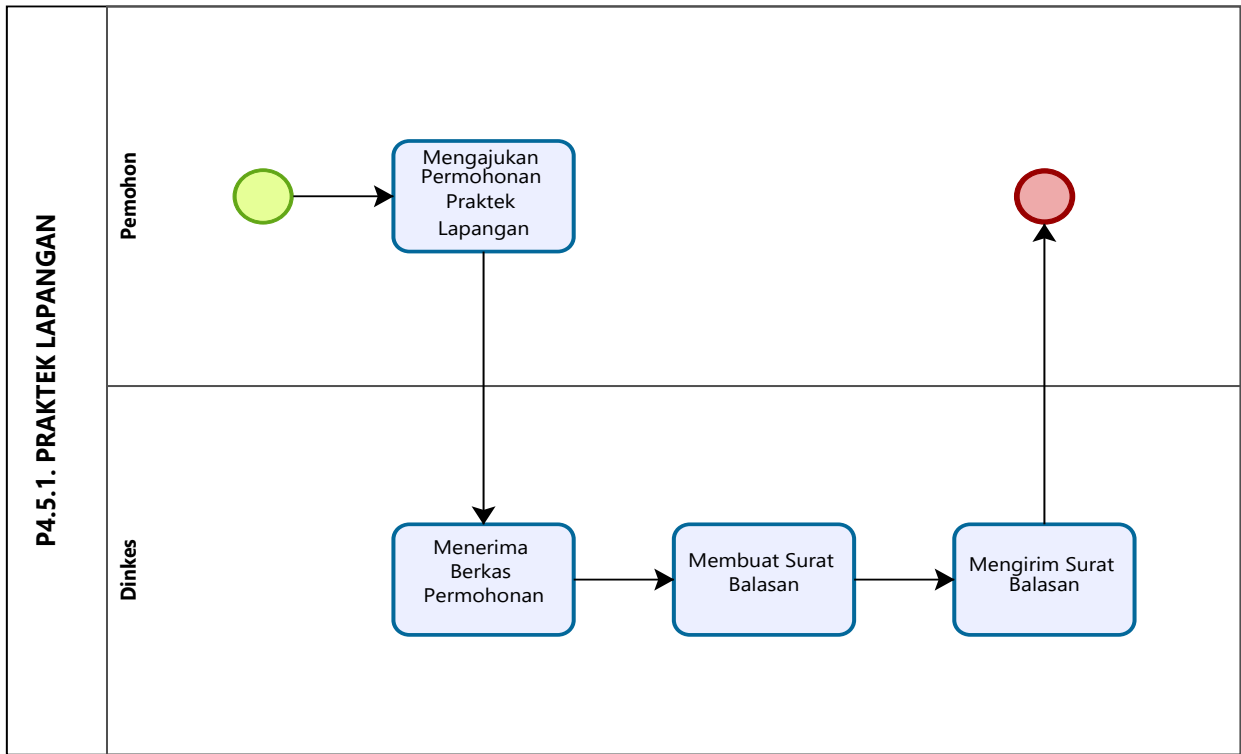 P4.5.1. PRAKTEK LAPANGAN
Pemohon
Mengajukan
Permohonan
Praktek
Lapangan
Dinkes
Menerima
Berkas
Permohonan
Membuat Surat
Balasan
Mengirim Surat
Balasan